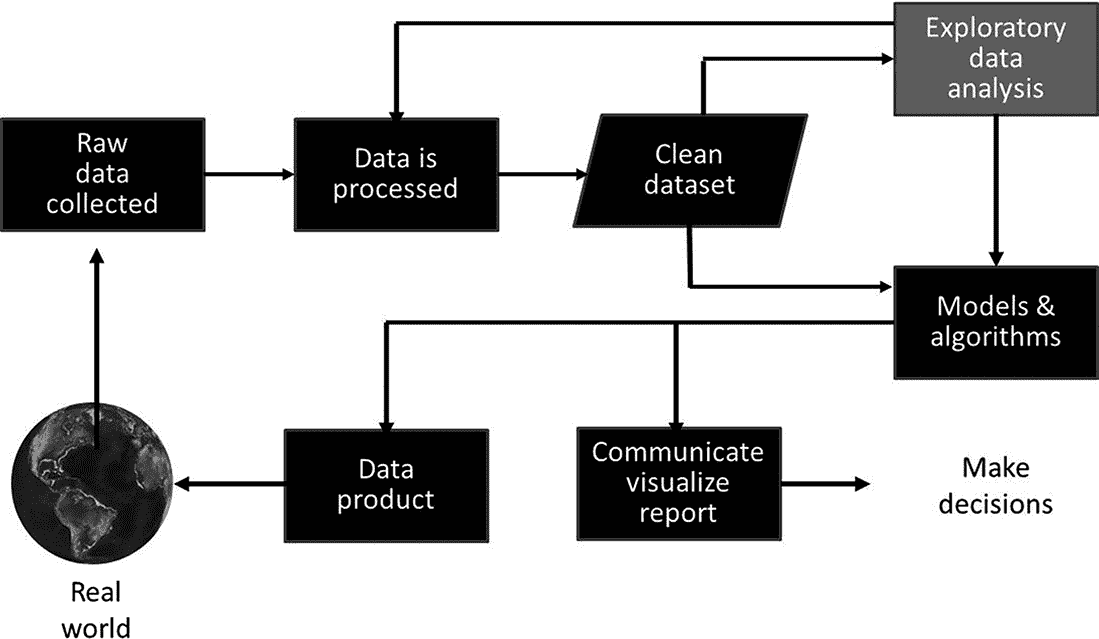 Exploratory
data
analysis
Raw
data
collected
Data is
processed
Clean
dataset
Models &
algorithms
Data
product
Communicate
visualize
report
Make
decisions
Real
world